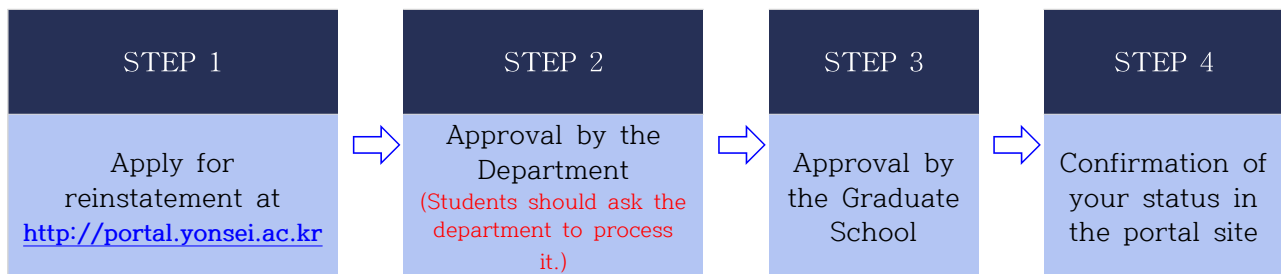 STEP 1
Apply for
reinstatement at
http://portal.yonsei.ac.kr
STEP 2
Approval by the
Department
(Students should ask the
department to process
it.)
STEP 3
Approval by
the Graduate
School
STEP 4
Confirmation of
your status in
the portal site